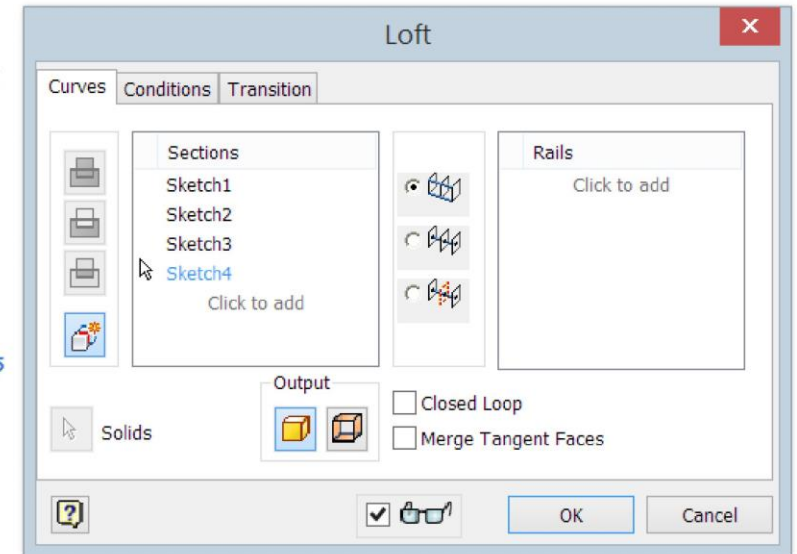 Loft
Curves Conditions Transition
Sections
Sketch1
Sketch2
Sketch3
Sketch4
Click to add
Rails
Click to add
Solids
Output
Closed Loop
Merge Tangent Faces
OK
Cancel